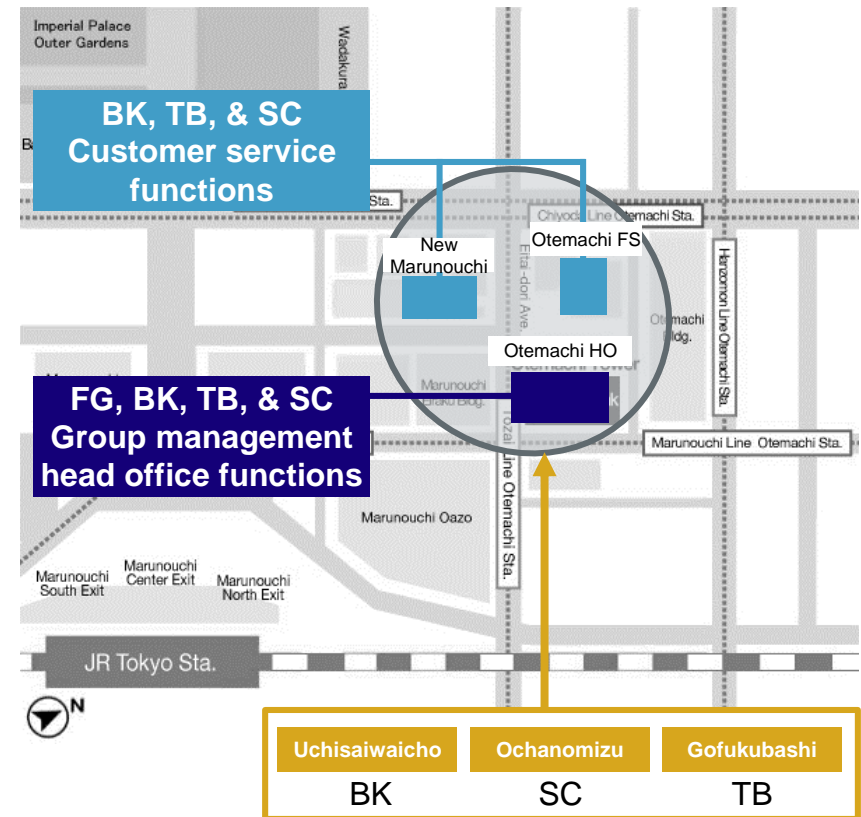 Imperial Palace
Outer Gardens
Wadakura
BK, TB, & SC
Customer service
functions
Sta.
Chiyoda Line Otemachi Sta.
New
Marunouchi
Otemachi FS
Eitai-dori Ave.
Hanzomon Line Otemachi Sta.
Otemachi
Bldg.
Otemachi HO
Otemachi Tower
FG, BK, TB, & SC
Group management
head office functions
Marunouchi
Eiraku Bldg.
Tozai Line Otemachi Sta.
Marunouchi Line Otemachi Sta.
Marunouchi Oazo
Marunouchi
South Exit
Marunouchi
Center Exit
Marunouchi
North Exit
JR Tokyo Sta.
N
Uchisaiwaicho
Ochanomizu
Gofukubashi
BK
SC
TB